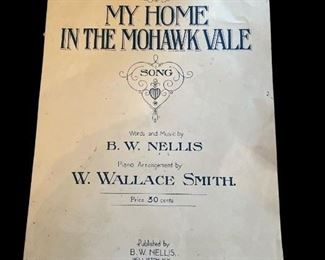 MY HOME
IN THE MOHAWK VALE
SONG
Words and Music by
B. W. NELLIS
Piano Arrangement by
W. WALLACE SMITH.
Price 30 cents
Published by
B. W. NELLIS.